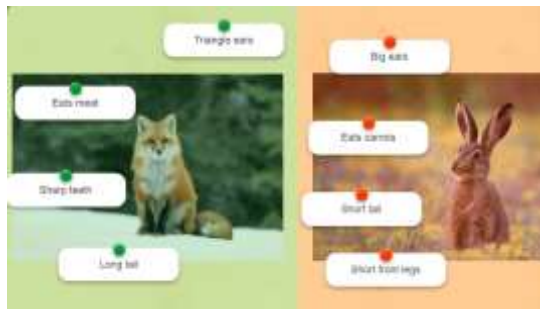 Triangle ears
Eats meat
Sharp teeth
Long tail
Big ears
Eats carrots
Short tail
Short front legs